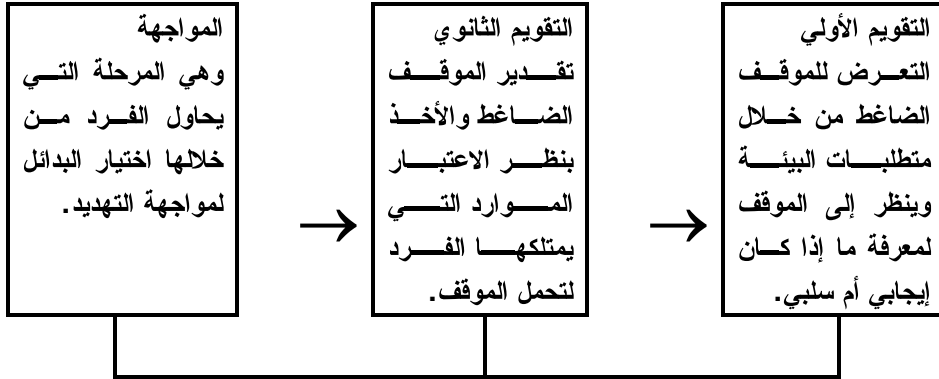 التقويم الأولي
التعرض للموقف
الضاغط من خلال
متطلبات البيئة
وينظر إلى الموقف
لمعرفة ما إذا كان
إيجابي أم سلبي.
التقويم الثانوي
تقدير الموقف
الضاغط والأخذ
بنظر الاعتبار
الموارد التي
يمتلكها الفرد
لتحمل الموقف.
المواجهة
وهي المرحلة التي
يحاول الفرد من
خلالها اختيار البدائل
لمواجهة التهديد.